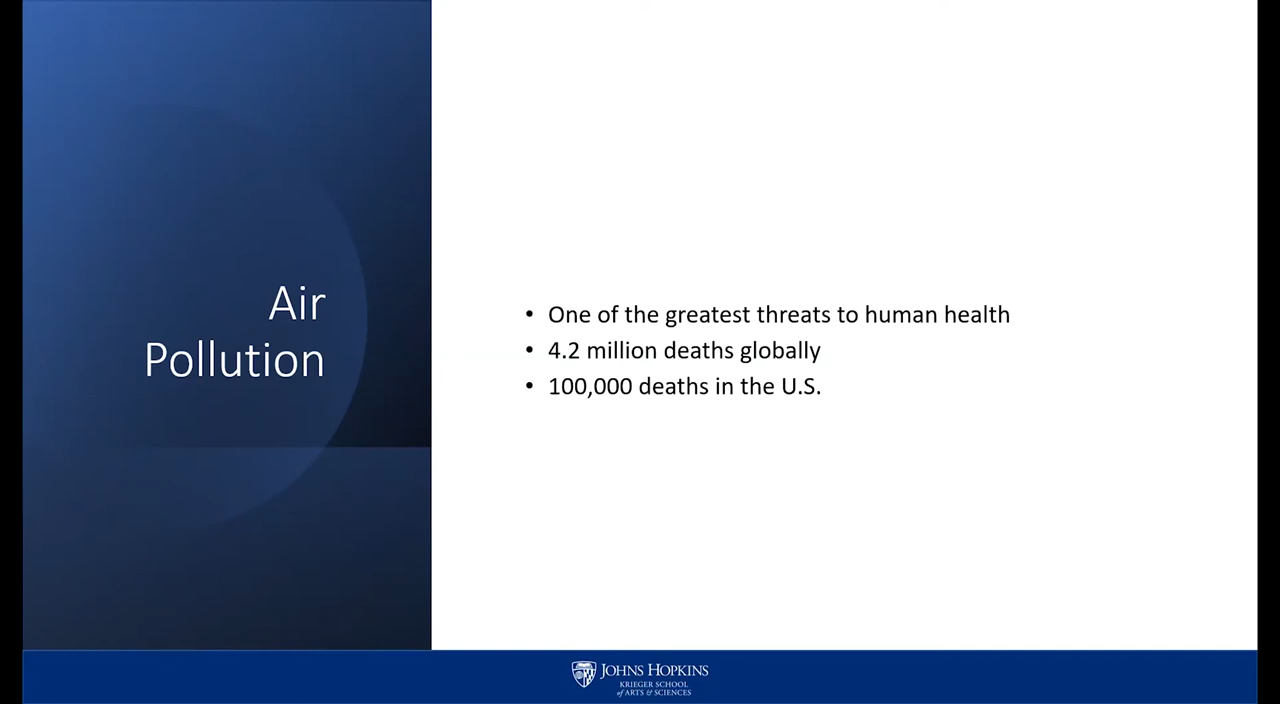 Air
Pollution
• One of the greatest threats to human health
• 4.2 million deaths globally
• 100,000 deaths in the U.S.
JOHNS HOPKINS
KRIEGER SCHOOL
of ARTS & SCIENCES